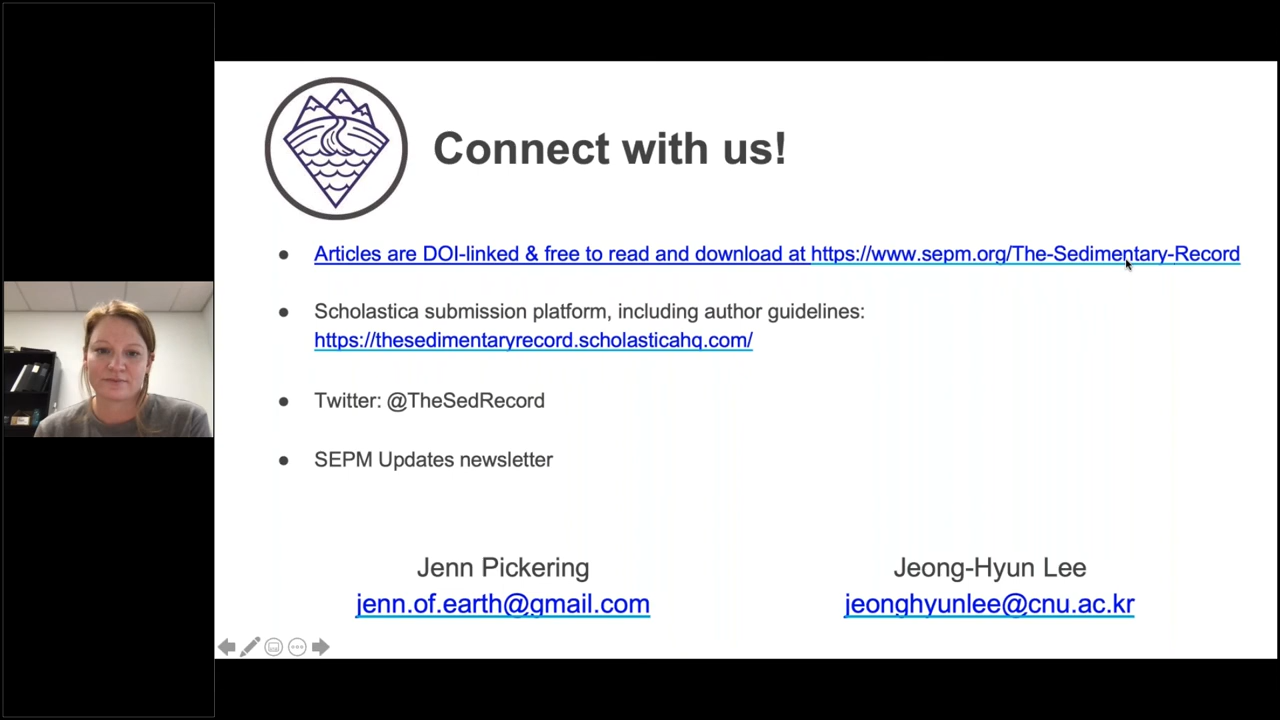 Connect with us!
Articles are DOI-linked & free to read and download at https://www.sepm.org/The-Sedimentary-Record
Scholastica submission platform, including author guidelines:
https://thesedimentaryrecord.scholasticahq.com/
Twitter: @TheSedRecord
SEPM Updates newsletter
Jenn Pickering
jenn.of.earth@gmail.com
Jeong-Hyun Lee
jeonghyunlee@cnu.ac.kr